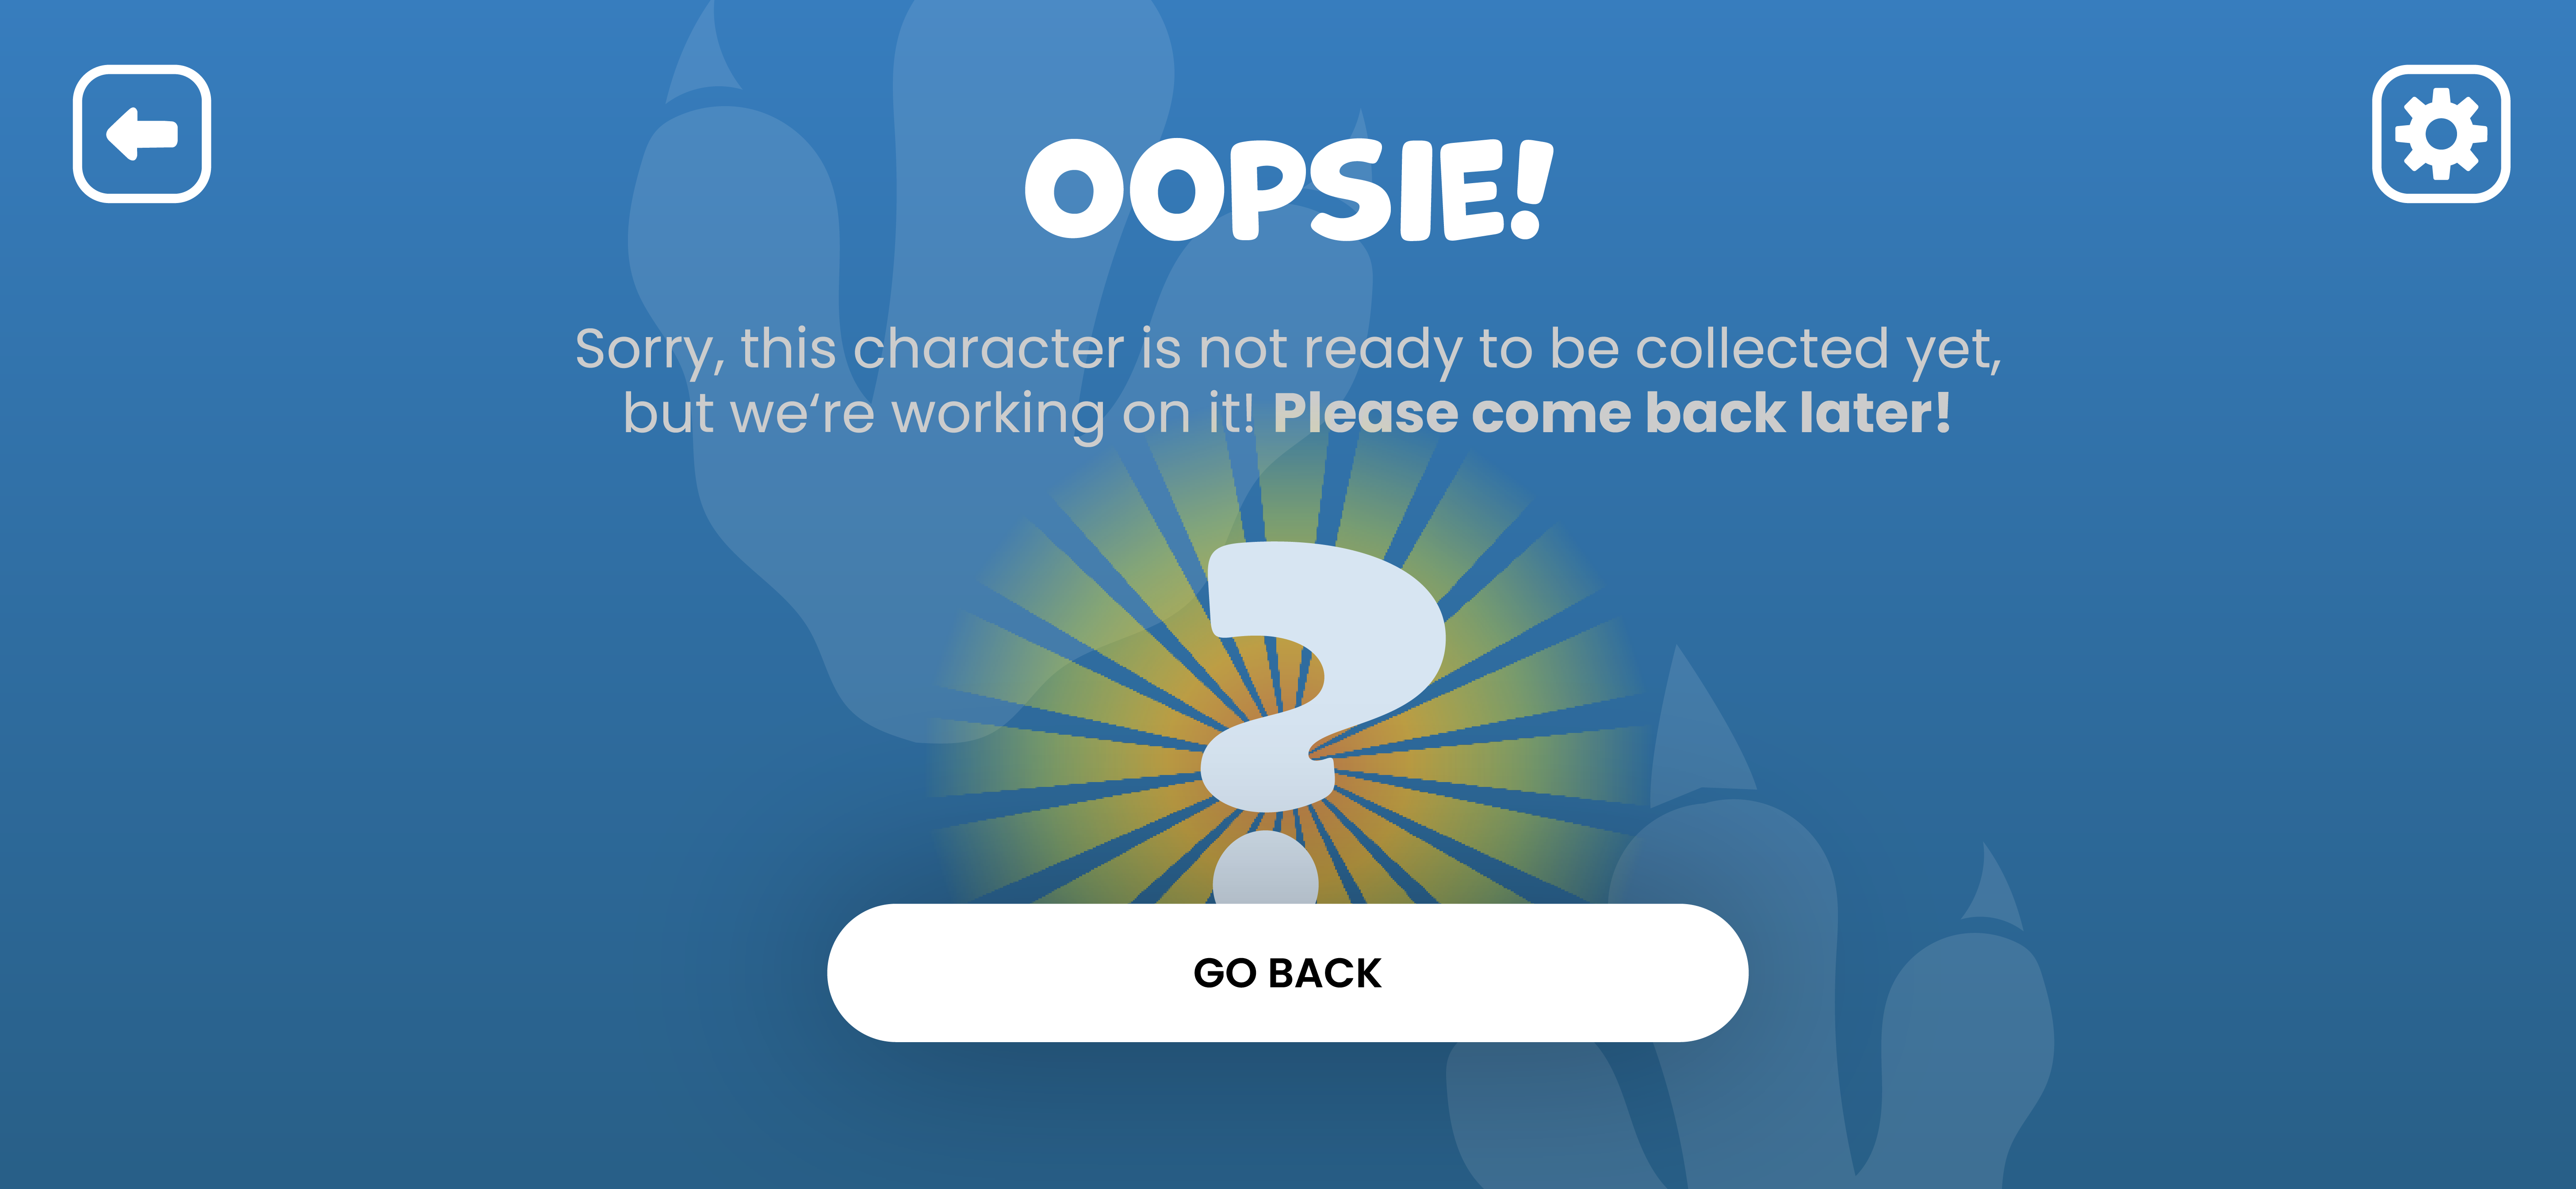 OOPSIE!
Sorry, this character is not ready to be collected yet,
but we‘re working on it! Please come back later!
?
GO BACK